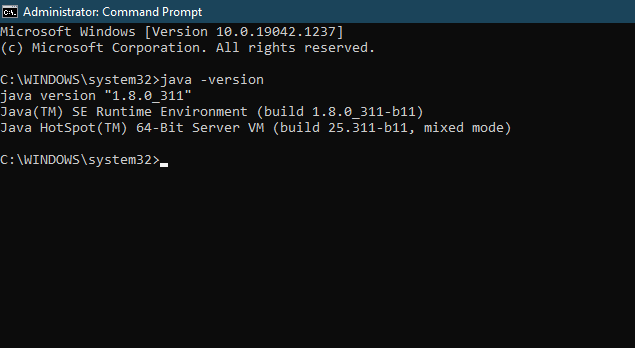 Administrator: Command Prompt
Microsoft Windows [Version 10.0.19042.1237]
(c) Microsoft Corporation. All rights reserved.
C:\WINDOWS\system32>java -version
java version "1.8.0_311"
Java(TM) SE Runtime Environment (build 1.8.0_311-b11)
Java HotSpot(TM) 64-Bit Server VM (build 25.311-b11, mixed mode)
C:\WINDOWS\system32>